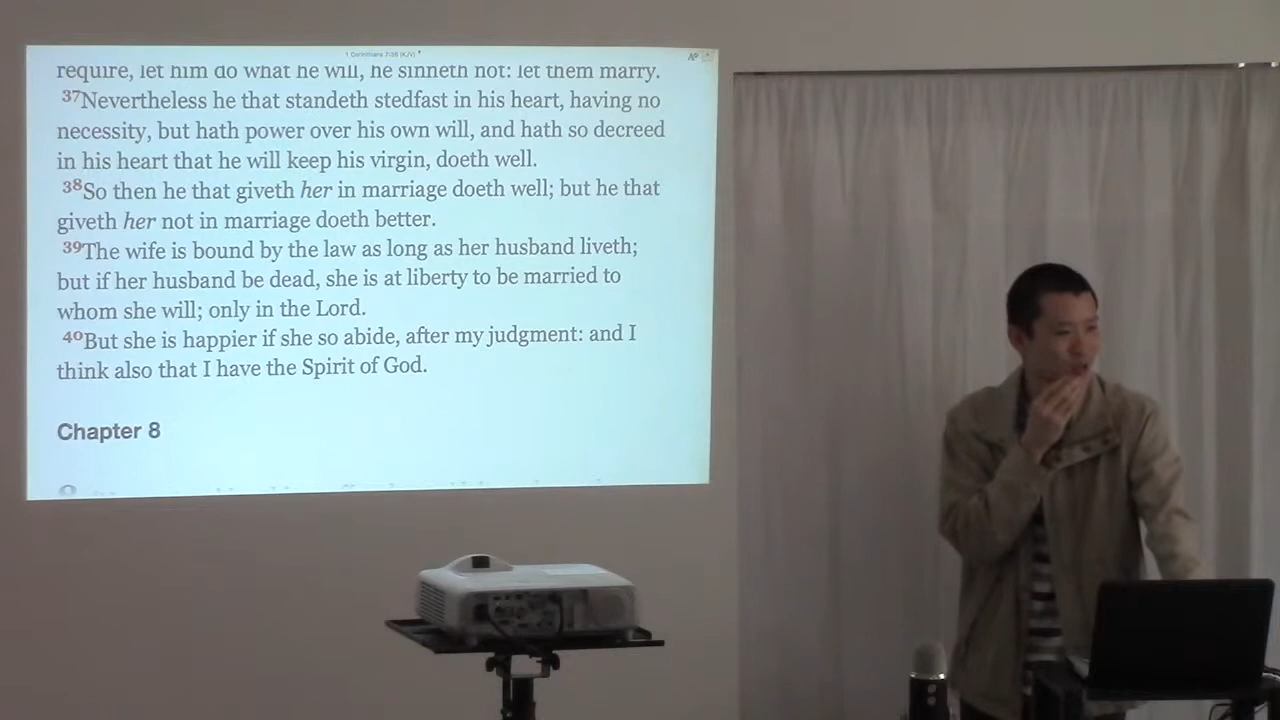 1 Corinthians 7:38 (KJV)
require, let him do what he will, he sinneth not: let them marry.
37Nevertheless he that standeth stedfast in his heart, having no
necessity, but hath power over his own will, and hath so decreed
in his heart that he will keep his virgin, doeth well.
38So then he that giveth her in marriage doeth well; but he that
giveth her not in marriage doeth better.
39The wife is bound by the law as long as her husband liveth;
but if her husband be dead, she is at liberty to be married to
whom she will; only in the Lord.
40But she is happier if she so abide, after my judgment: and I
think also that I have the Spirit of God.
Chapter 8